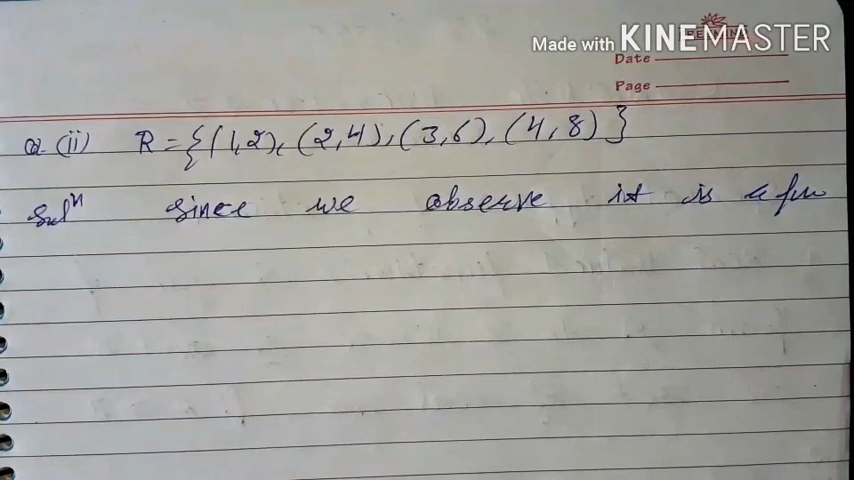 Made with KINEMASTER
Date
Page
Q (ii) R = {(1,2), (2,4), (3,6), (4,8)}
Solⁿ since we observe it is a fun